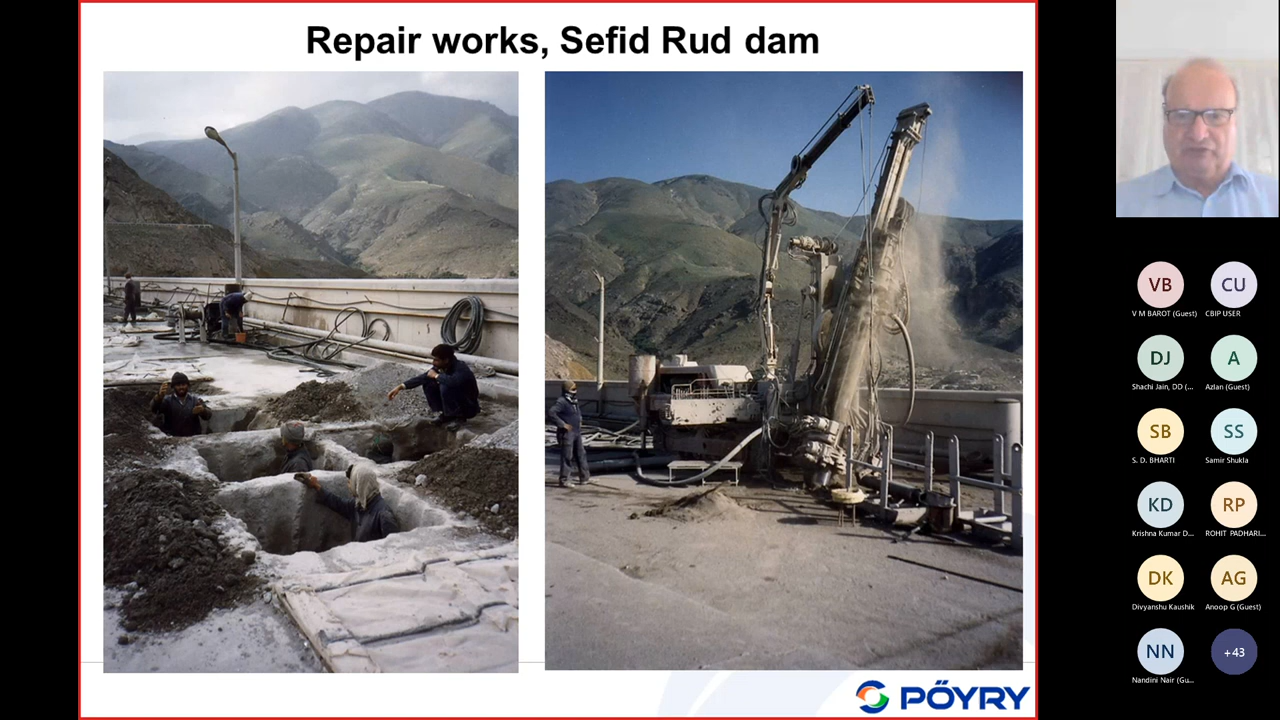 Repair works, Sefid Rud dam
PÖYRY
VB
V M BAROT (Guest)
CU
CBIP USER
DJ
Shachi Jain, DD (...
A
Azlan (Guest)
SB
S. D. BHARTI
SS
Samir Shukla
KD
Krishna Kumar D...
RP
ROHIT PADHARI...
DK
Divyanshu Kaushik
AG
Anoop G (Guest)
NN
Nandini Nair (Gu...
+43